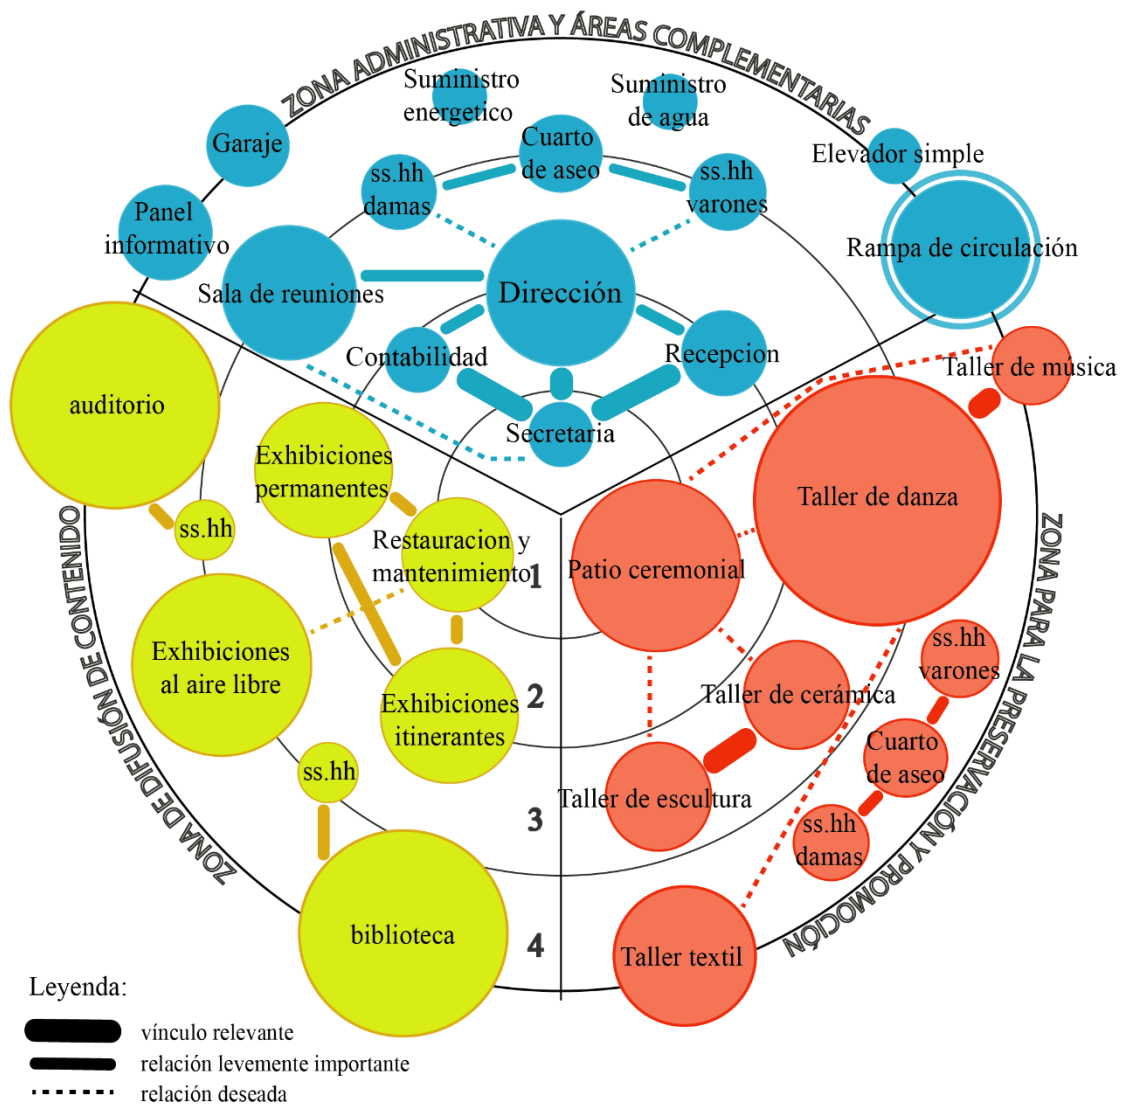 ZONA ADMINISTRATIVA Y ÁREAS COMPLEMENTARIAS
Suministro
energetico
Suministro
de agua
Garaje
Cuarto
de aseo
Elevador simple
ss.hh
damas
ss.hh
varones
Panel
informativo
Rampa de circulación
Sala de reuniones
Dirección
Contabilidad
Recepcion
Secretaria
Taller de música
auditorio
Exhibiciones
permanentes
Restauracion y
mantenimiento
ss.hh
Exhibiciones
al aire libre
Exhibiciones
itinerantes
ss.hh
biblioteca
ZONA DE DIFUSIÓN DE CONTENIDO
1
2
3
4
Taller de danza
Patio ceremonial
Taller de cerámica
Taller de escultura
ss.hh
varones
Cuarto
de aseo
ss.hh
damas
Taller textil
ZONA PARA LA PRESERVACIÓN Y PROMOCIÓN
Leyenda:
vínculo relevante
relación levemente importante
relación deseada